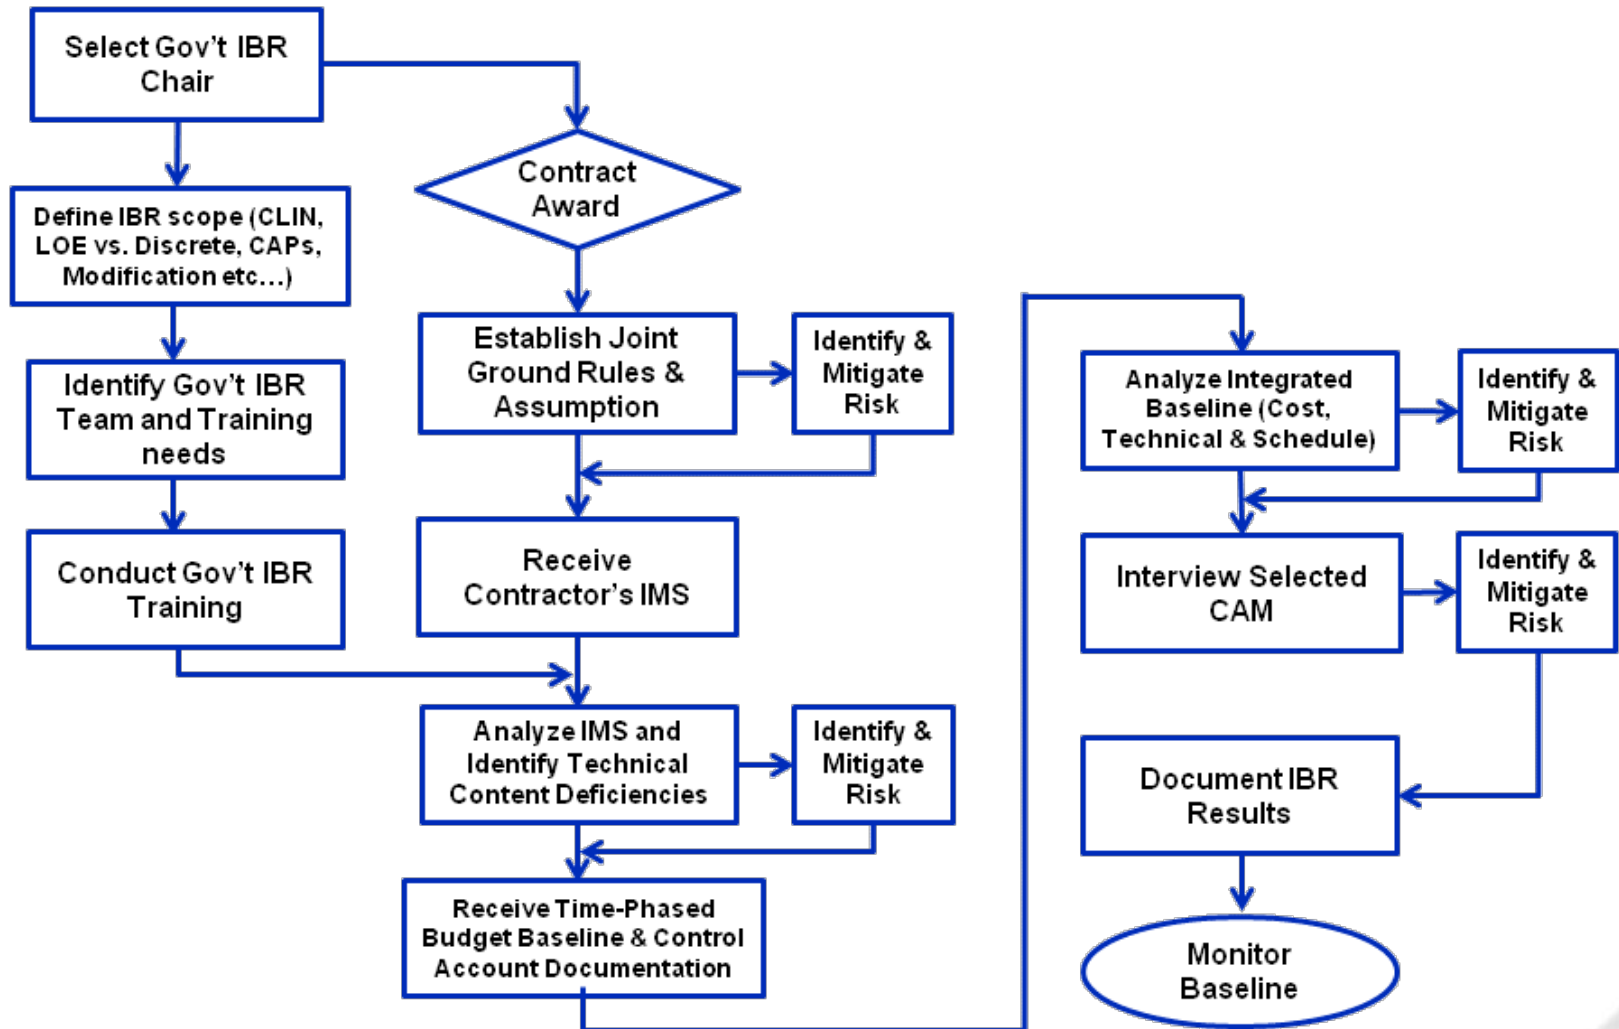 Select Gov't IBR
Chair
Define IBR scope (CLIN,
LOE vs. Discrete, CAPs,
Modification etc...)
Identify Gov't IBR
Team and Training
needs
Conduct Gov't IBR
Training
Contract
Award
Establish Joint
Ground Rules &
Assumption
Identify &
Mitigate
Risk
Receive
Contractor's IMS
Analyze IMS and
Identify Technical
Content Deficiencies
Identify &
Mitigate
Risk
Receive Time-Phased
Budget Baseline & Control
Account Documentation
Analyze Integrated
Baseline (Cost,
Technical & Schedule)
Identify &
Mitigate
Risk
Interview Selected
CAM
Identify &
Mitigate
Risk
Document IBR
Results
Monitor
Baseline